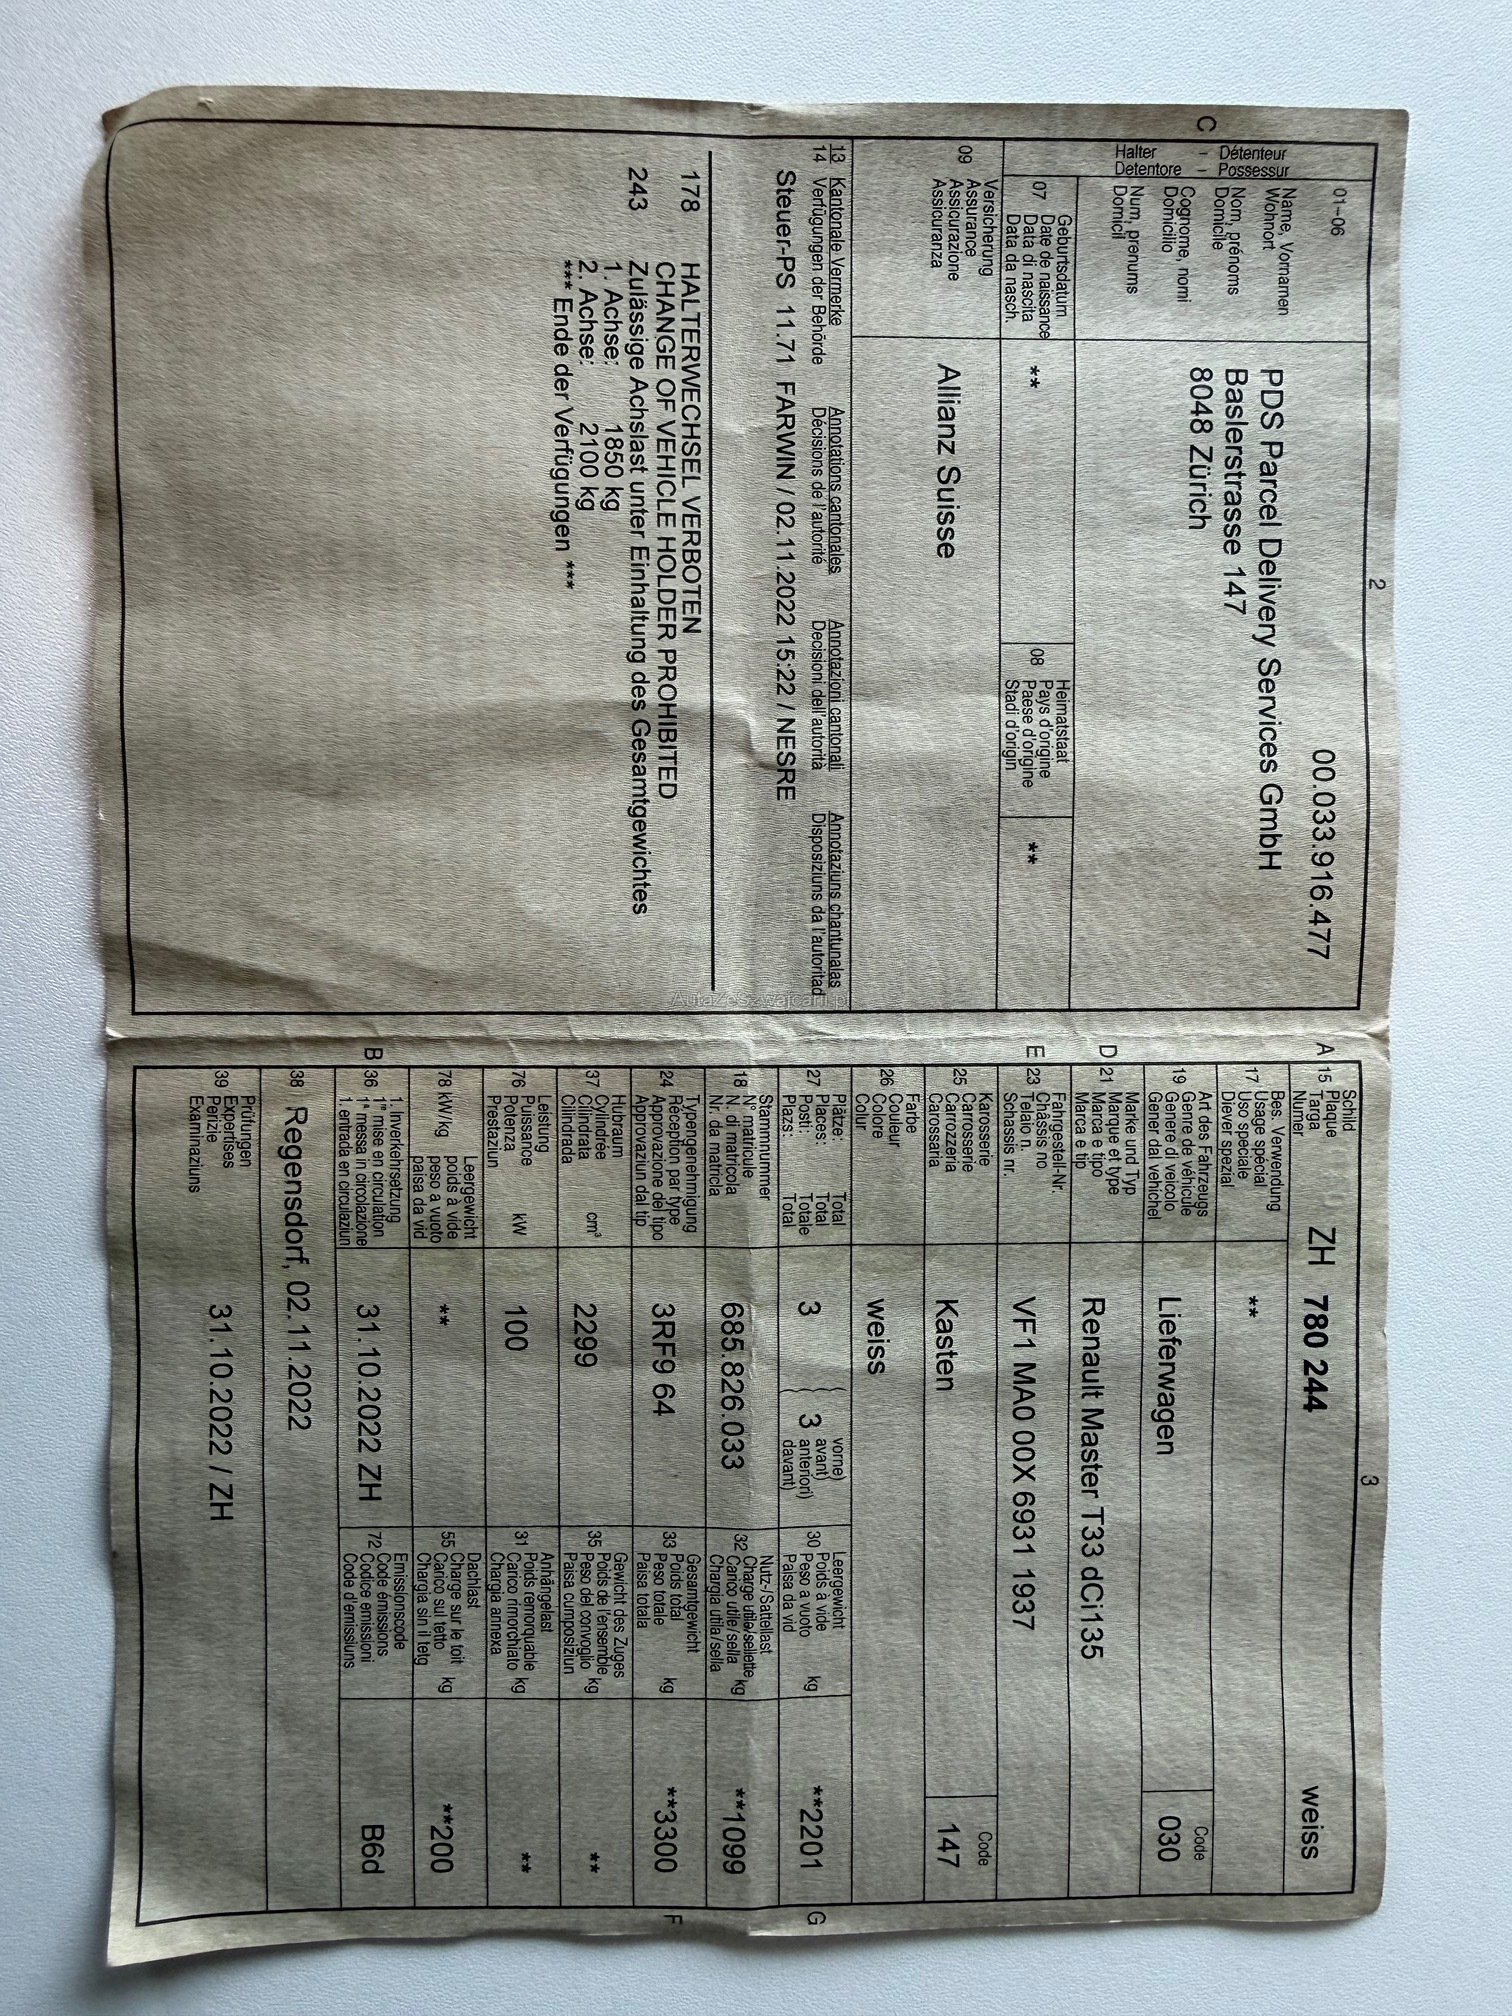 2
01-06
00.033.916.477
C
Halter - Détenteur
Detentore - Possessur
Name, Vornamen
Wohnort
Nom, prénoms
Domicile
Cognome, nomi
Domicilio
Num, prenums
Domicil
PDS Parcel Delivery Services GmbH
Baslerstrasse 147
8048 Zürich
07
Geburtsdatum
Date de naissance
Data di nascita
Data da nasch.
**
08
Heimatstaat
Pays d'origine
Paese d'origine
Stadi d'origin
**
09
Versicherung
Assurance
Assicurazione
Assicuranza
Allianz Suisse
13 Kantonale Vermerke Annotations cantonales Annotazioni cantonali Annotaziuns chantunalas
14 Verfügungen der Behörde Décisions de l'autorité Decisioni dell'autorità Disposiziuns da l'autoritad
Steuer-PS 11.71 FARWIN / 02.11.2022 15:22 / NESRE
178 HALTERWECHSEL VERBOTEN
CHANGE OF VEHICLE HOLDER PROHIBITED
243 Zulässige Achslast unter Einhaltung des Gesamtgewichtes
1. Achse: 1850 kg
2. Achse: 2100 kg
*** Ende der Verfügungen ***
AutaZeSzwajcarii.pl
3
A 15
Schild
Plaque
Targa
Numer
ZH 780 244 weiss
17
Bes. Verwendung
Usage spécial
Uso speciale
Diever spezial
**
19
Art des Fahrzeugs
Genre de véhicule
Genere di veicolo
Gener dal vehichel
Lieferwagen
Code
030
D 21
Marke und Typ
Marque et type
Marca e tipo
Marca e tip
Renault Master T33 dCi135
E 23
Fahrgestell-Nr.
Châssis no
Telaio n.
Schassis nr.
VF1 MA0 00X 6931 1937
25
Karosserie
Carrosserie
Carrozzeria
Carossaria
Kasten
Code
147
26
Farbe
Couleur
Colore
Colur
weiss
27
Plätze: Total
Places: Total
Posti: Totale
Plazs: Total
3 ( 3 vorne)
avant)
anteriori)
( davant)
30
Leergewicht
Poids à vide
Peso a vuoto kg
Paisa da vid
**2201
G
18
Stammnummer
N° matricule
N. di matricola
Nr. da matricla
685.826.033
32
Nutz-/Sattellast
Charge utile/sellette
Carico utile/sella kg
Chargia utila/sella
**1099
24
Typengenehmigung
Réception par type
Approvazione del tipo
Approvaziun dal tip
3RF9 64
33
Gesamtgewicht
Poids total
Peso totale kg
Paisa totala
**3300
F
37
Hubraum
Cylindrée
Cilindrata cm³
Cilindrada
2299
35
Gewicht des Zuges
Poids de l'ensemble
Peso del convoglio kg
Paisa cumposiziun
**
76
Leistung
Puissance
Potenza kW
Prestaziun
100
31
Anhängelast
Poids remorquable
Carico rimorchiato kg
Chargia annexa
**
78 kW/kg
Leergewicht
poids à vide
peso a vuoto
paisa da vid
**
55
Dachlast
Charge sur le toit
Carico sul tetto kg
Chargia sin il tetg
**200
B 36
1. Inverkehrsetzung
1re mise en circulation
1a messa in circolazione
1. entrada en circulaziun
31.10.2022 ZH
72
Emissionscode
Code émissions
Codice emissioni
Code d'emissiuns
B6d
38 Regensdorf, 02.11.2022
39
Prüfungen
Expertises
Perizie
Examinaziuns
31.10.2022 / ZH